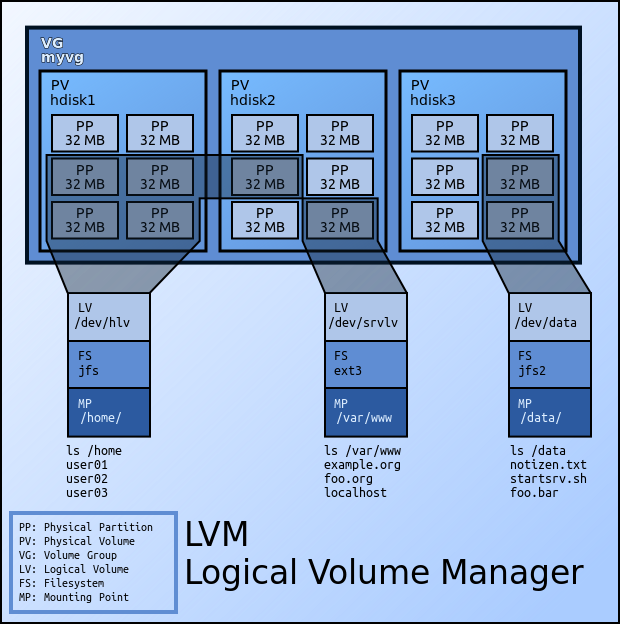 VG
myvg
PV
hdisk1
PP
32 MB
PP
32 MB
PP
32 MB
PP
32 MB
PP
32 MB
PP
32 MB
PV
hdisk2
PP
32 MB
PP
32 MB
PP
32 MB
PP
32 MB
PP
32 MB
PP
32 MB
PV
hdisk3
PP
32 MB
PP
32 MB
PP
32 MB
PP
32 MB
PP
32 MB
PP
32 MB
LV
/dev/hlv
FS
jfs
MP
/home/
ls /home
user01
user02
user03
LV
/dev/srvlv
FS
ext3
MP
/var/www
ls /var/www
example.org
foo.org
localhost
LV
/dev/data
FS
jfs2
MP
/data/
ls /data
notizen.txt
startsrv.sh
foo.bar
PP: Physical Partition
PV: Physical Volume
VG: Volume Group
LV: Logical Volume
FS: Filesystem
MP: Mounting Point
LVM
Logical Volume Manager